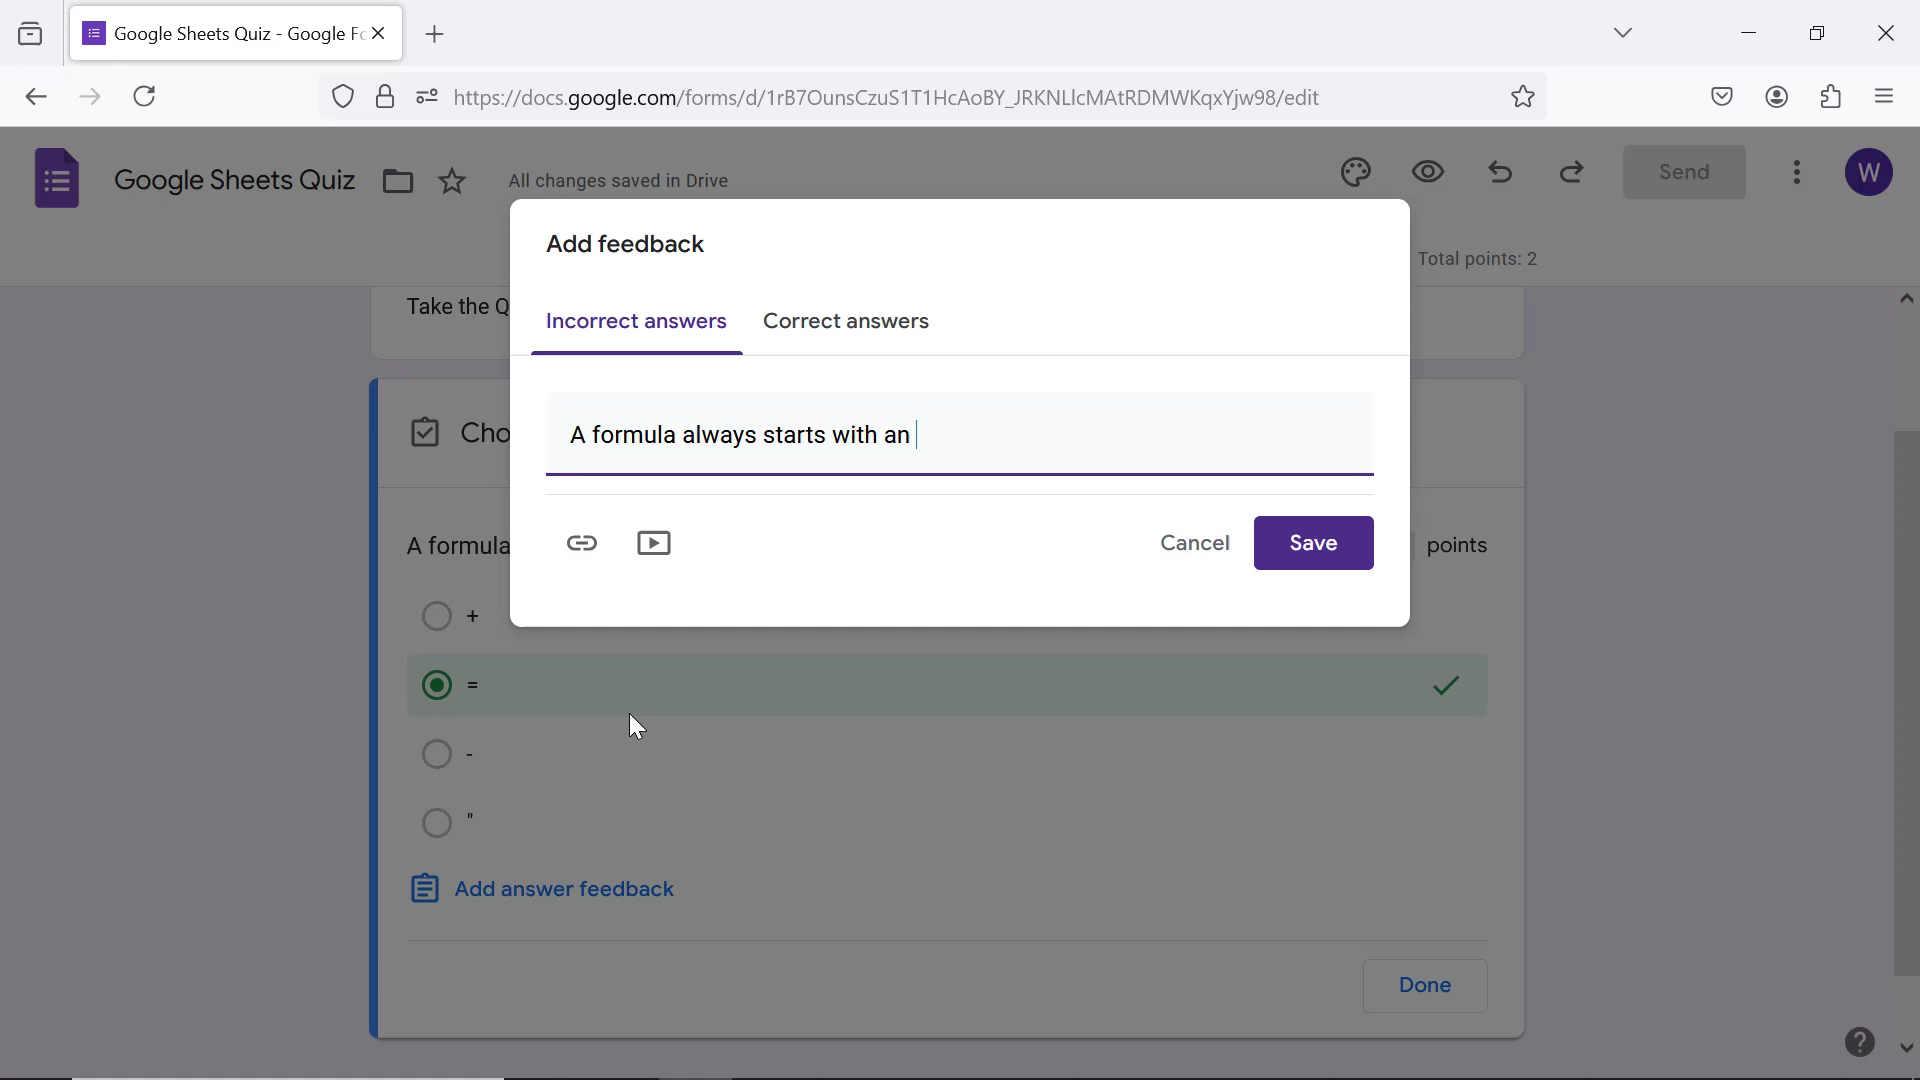 Google Sheets Quiz - Google Fo
https://docs.google.com/forms/d/1rB7OunsCzuS1T1HcAoBY_JRKNLlcMAtRDMWKqxYjw98/edit
Google Sheets Quiz
All changes saved in Drive
Send
W
Total points: 2
Add feedback
Take the Q
Incorrect answers
Correct answers
Cho
A formula always starts with an
Cancel
Save
A formula
points
+
=
-
"
Add answer feedback
Done